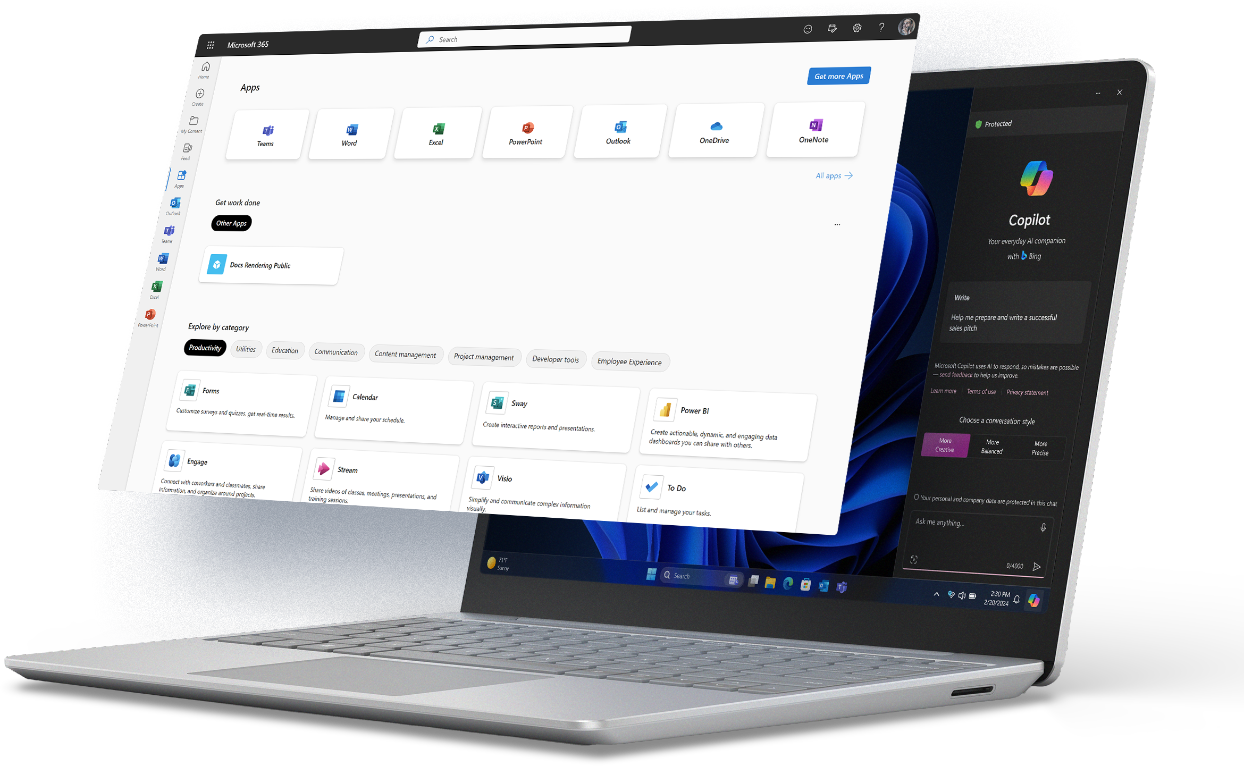 Microsoft 365
Search
?
Home
Create
My Content
Feed
Apps
Outlook
Teams
Word
Excel
PowerPoint
Apps
Get more Apps
Teams
Word
Excel
PowerPoint
Outlook
OneDrive
OneNote
All apps →
Get work done
Other Apps
...
Docs Rendering Public
Explore by category
Productivity
Utilities
Education
Communication
Content management
Project management
Developer tools
Employee Experience
Forms
Customize surveys and quizzes, get real-time results.
Calendar
Manage and share your schedule.
Sway
Create interactive reports and presentations.
Power BI
Create actionable, dynamic, and engaging data
dashboards you can share with others.
Engage
Connect with coworkers and classmates, share
information, and organize around projects.
Stream
Share videos of classes, meetings, presentations, and
training sessions.
Visio
Simplify and communicate complex information
visually.
To Do
List and manage your tasks.
Protected
Copilot
Your everyday AI companion
with Bing
Write
Help me prepare and write a successful
sales pitch
Microsoft Copilot uses AI to respond, so mistakes are possible
— send feedback to help us improve.
Learn more
Terms of use
Privacy statement
Choose a conversation style
More
Creative
More
Balanced
More
Precise
Your personal and company data are protected in this chat
Ask me anything...
0/4000
71°F
Sunny
Search
2:30 PM
2/20/2024